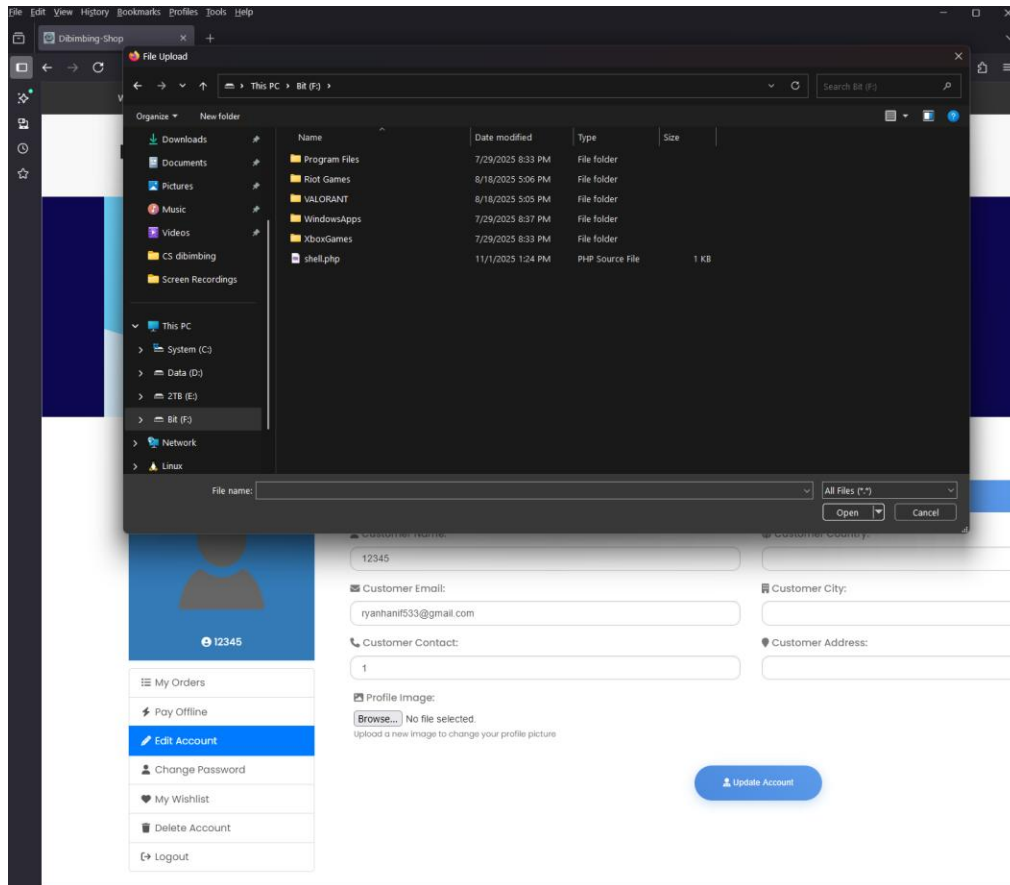 File Edit View History Bookmarks Profiles Tools Help
Dibimbing-Shop
File Upload
This PC > Bit (F:) >
Search Bit (F:)
Organize New folder
Name Date modified Type Size
Downloads
Documents
Pictures
Music
Videos
CS dibimbing
Screen Recordings
This PC
System (C:)
Data (D:)
2TB (E:)
Bit (F:)
Network
Linux
Program Files 7/29/2025 8:33 PM File folder
Riot Games 8/18/2025 5:06 PM File folder
VALORANT 8/18/2025 5:05 PM File folder
WindowsApps 7/29/2025 8:37 PM File folder
XboxGames 7/29/2025 8:33 PM File folder
shell.php 11/1/2025 1:24 PM PHP Source File 1 KB
File name:
All Files (*.*)
Open Cancel
12345
My Orders
Pay Offline
Edit Account
Change Password
My Wishlist
Delete Account
Logout
Customer Name:
12345
Customer Email:
ryanhanif533@gmail.com
Customer Contact:
1
Profile Image:
Browse... No file selected.
Upload a new image to change your profile picture
Customer Country:
Customer City:
Customer Address:
Update Account